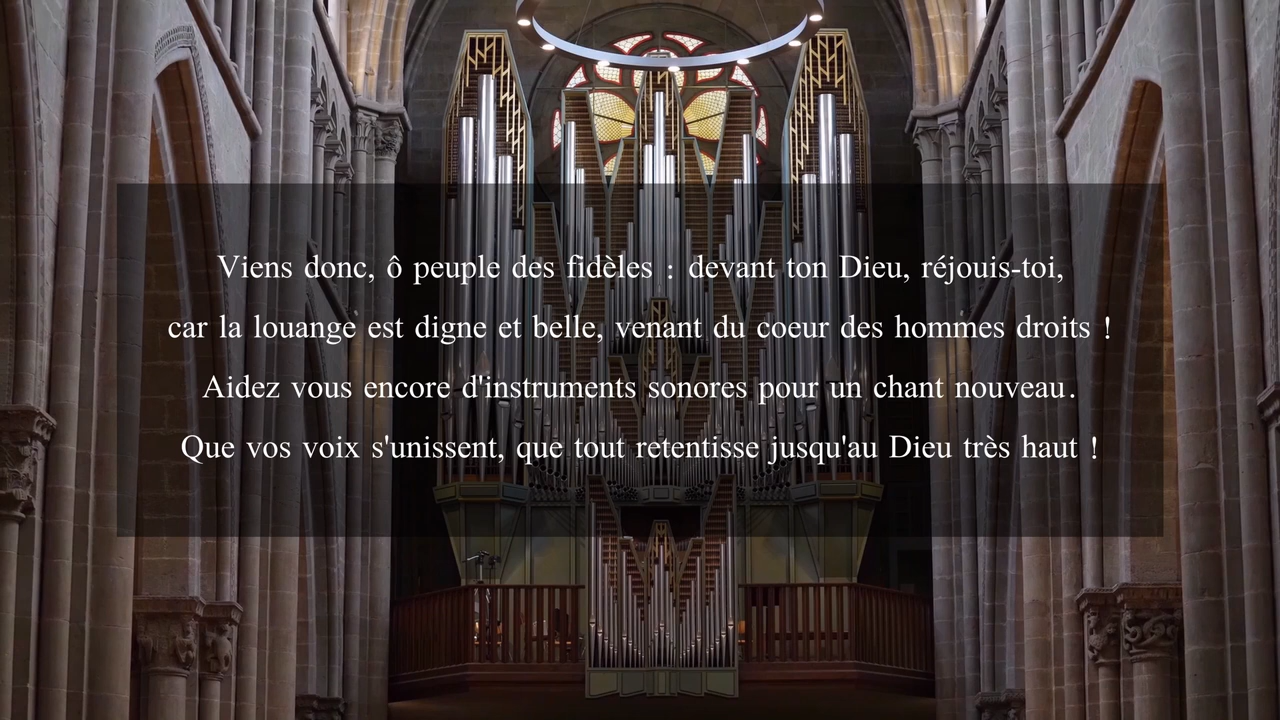 Viens donc, ô peuple des fidèles : devant ton Dieu, réjouis-toi,
car la louange est digne et belle, venant du coeur des hommes droits !
Aidez vous encore d'instruments sonores pour un chant nouveau.
Que vos voix s'unissent, que tout retentisse jusqu'au Dieu très haut !